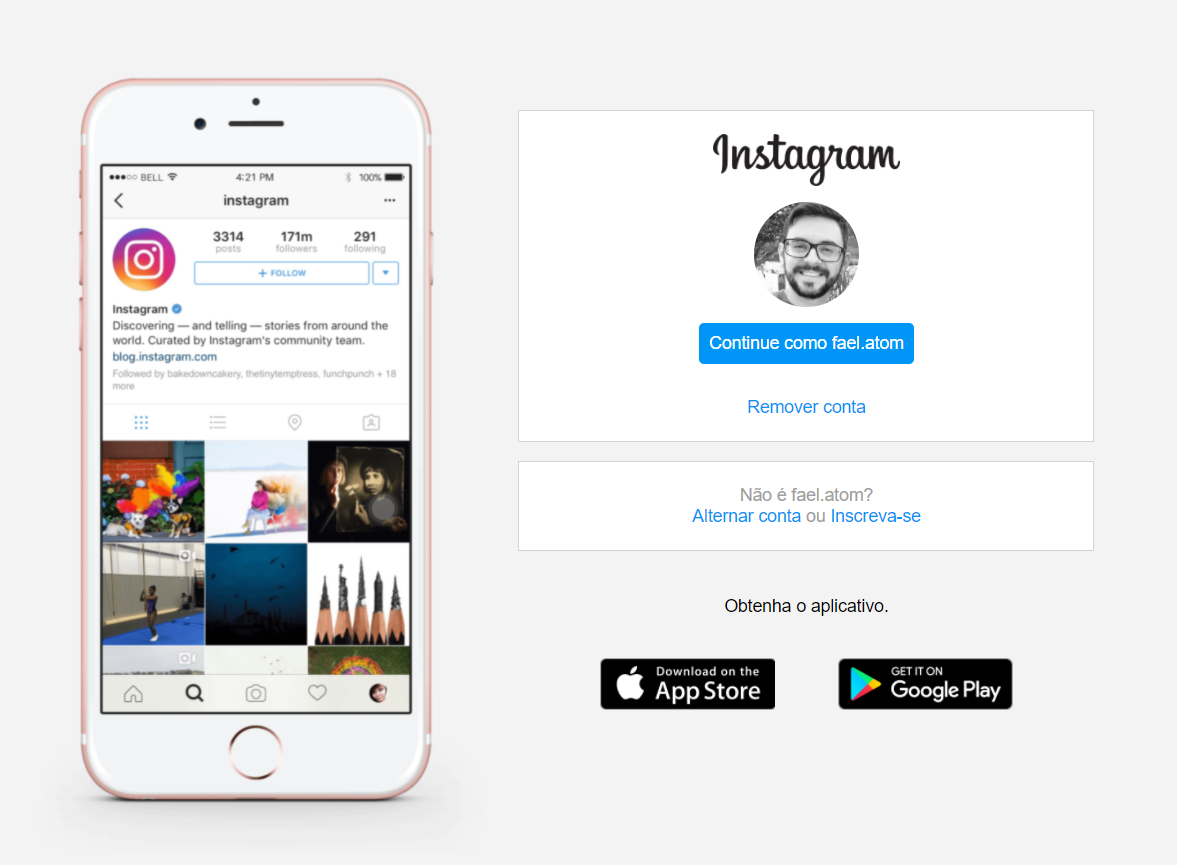 BELL
4:21 PM
100%
instagram
3314
171m
291
posts
followers
following
+ FOLLOW
Instagram
Discovering — and telling — stories from around the
world. Curated by Instagram's community team.
blog.instagram.com
Followed by bakedowncakery, thetinytemptress, funchpunch + 18
more
Instagram
Continue como fael.atom
Remover conta
Não é fael.atom?
Alternar conta ou Inscreva-se
Obtenha o aplicativo.
Download on the
App Store
GET IT ON
Google Play